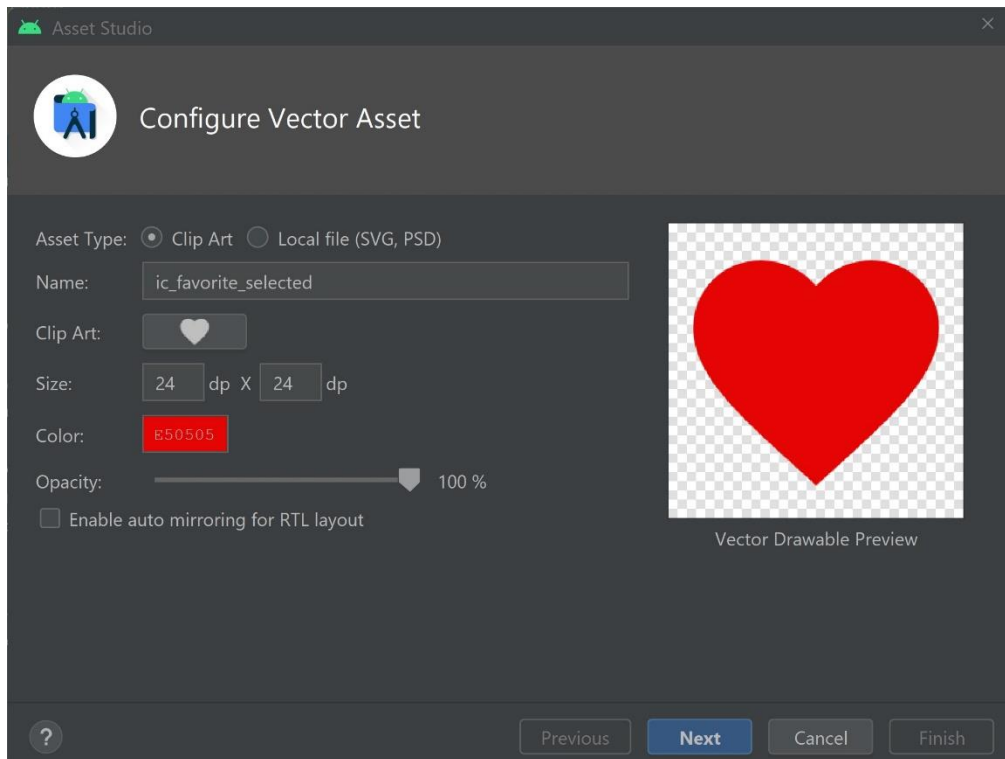 Asset Studio
Configure Vector Asset
Asset Type: Clip Art Local file (SVG, PSD)
Name: ic_favorite_selected
Clip Art:
Size: 24 dp X 24 dp
Color: E50505
Opacity: 100 %
Enable auto mirroring for RTL layout
Vector Drawable Preview
? Previous Next Cancel Finish